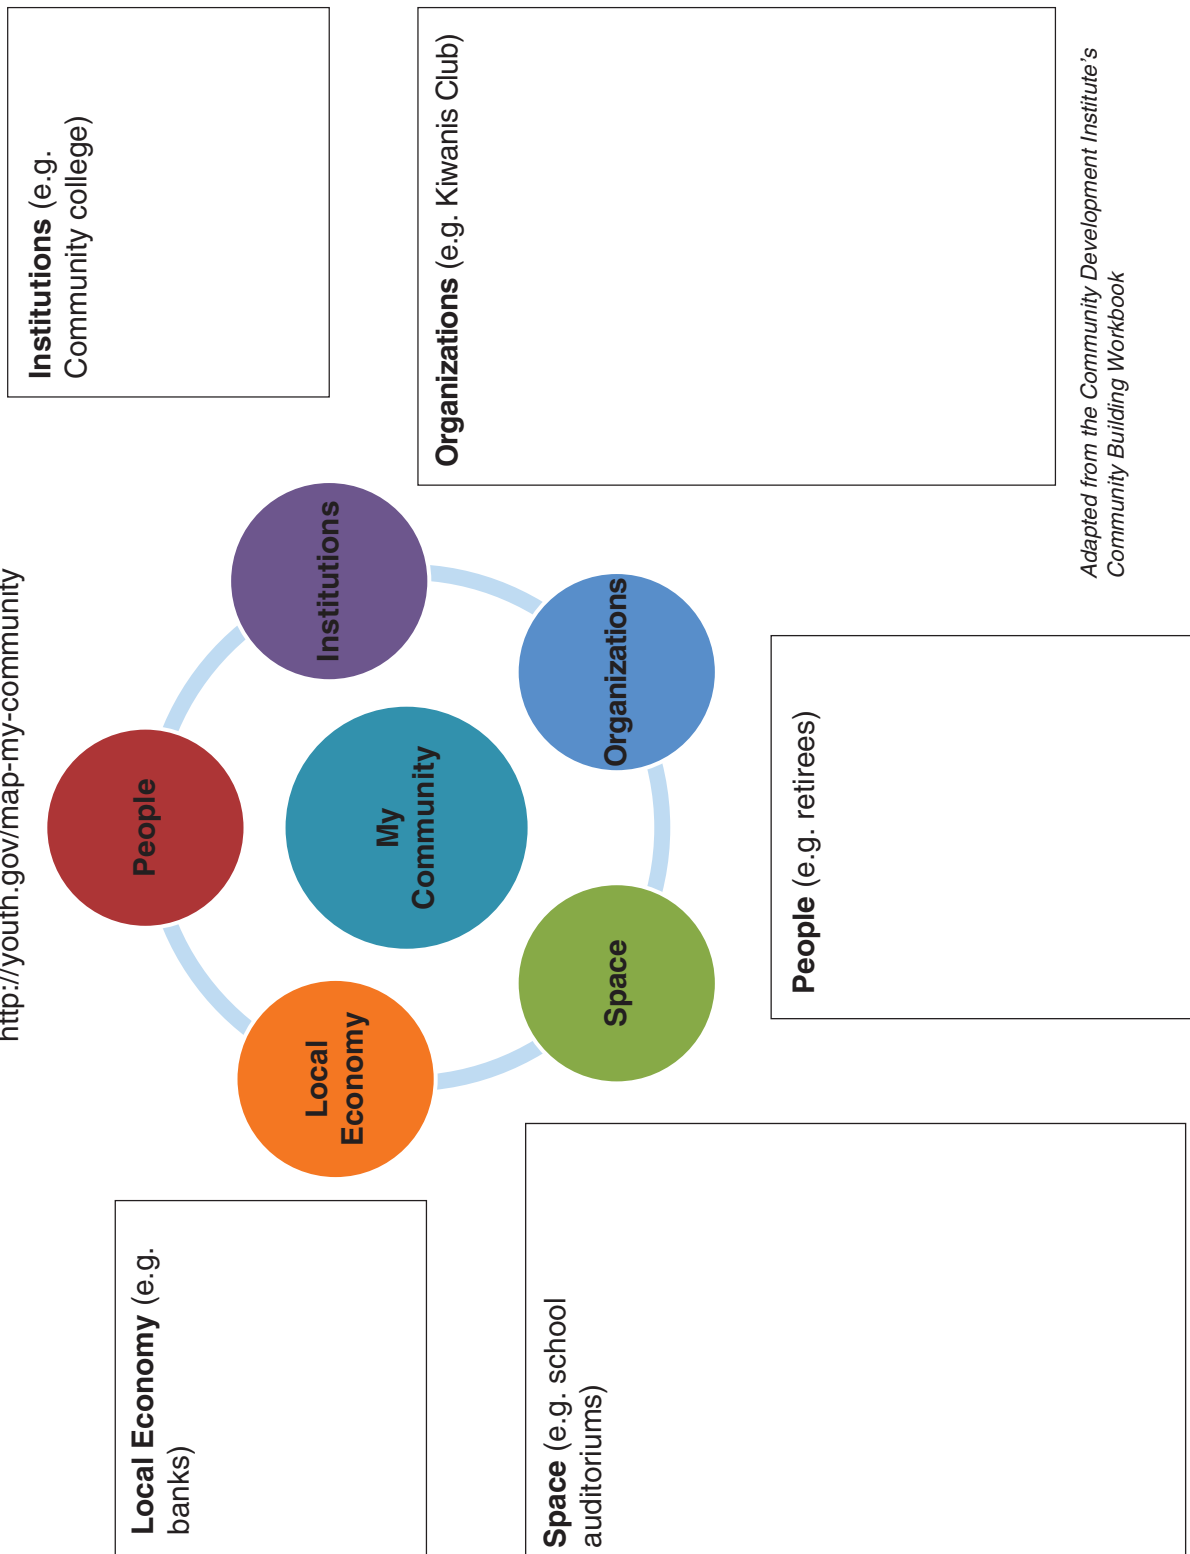 http://youth.gov/map-my-community
Local Economy (e.g.
banks)
People
Institutions (e.g.
Community college)
Local
Economy
Institutions
My
Community
Organizations (e.g. Kiwanis Club)
Space (e.g. school
auditoriums)
Space
Organizations
People (e.g. retirees)
Adapted from the Community Development Institute's
Community Building Workbook